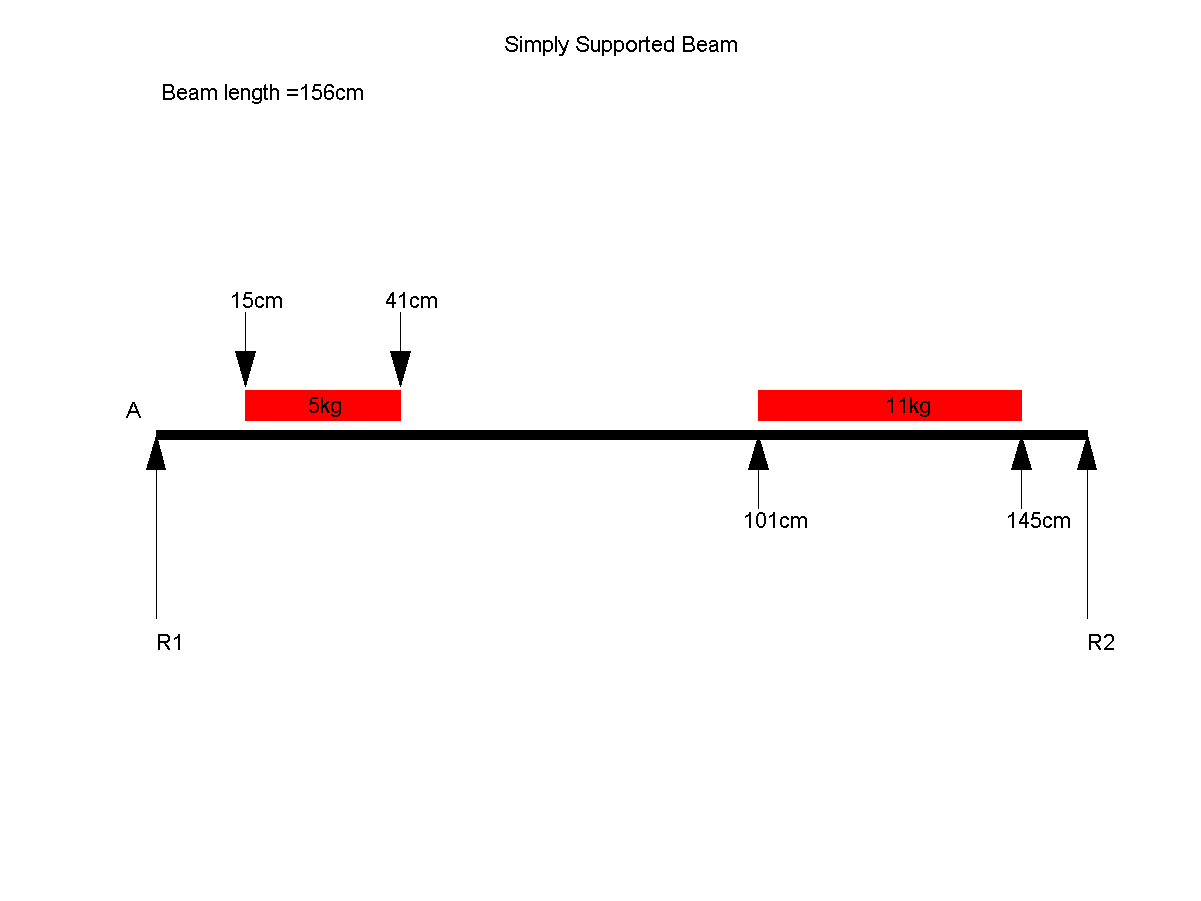 Simply Supported Beam
Beam length =156cm
15cm 41cm
5kg 11kg
A
101cm 145cm
R1 R2